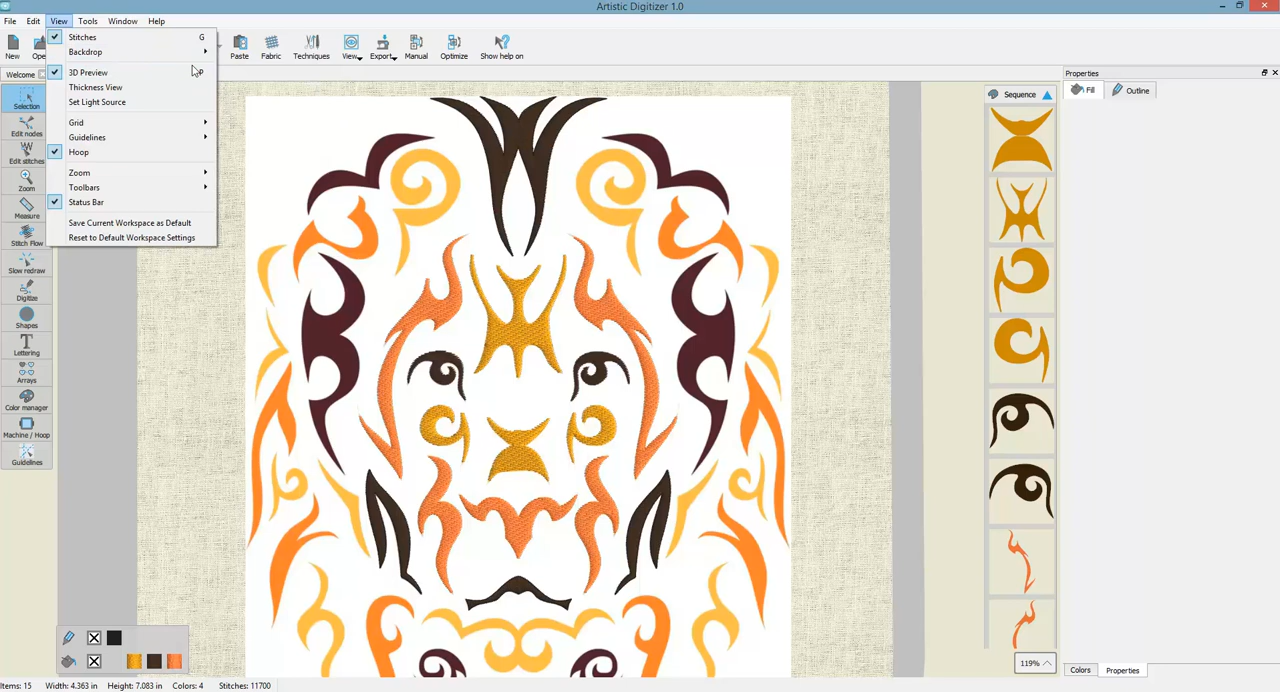 Artistic Digitizer 1.0
File Edit View Tools Window Help
New Ope Paste Fabric Techniques View Export Manual Optimize Show help on
Welcome
Stitches G
Backdrop
3D Preview P
Thickness View
Set Light Source
Grid
Guidelines
Hoop
Zoom
Toolbars
Status Bar
Save Current Workspace as Default
Reset to Default Workspace Settings
Selection
Edit nodes
Edit stitches
Zoom
Measure
Stitch Flow
Slow redraw
Digitize
Shapes
Lettering
Arrays
Color manager
Machine / Hoop
Guidelines
Sequence
Properties
Fill Outline
119%
Colors Properties
Items: 15 Width: 4.363 in Height: 7.083 in Colors: 4 Stitches: 11700